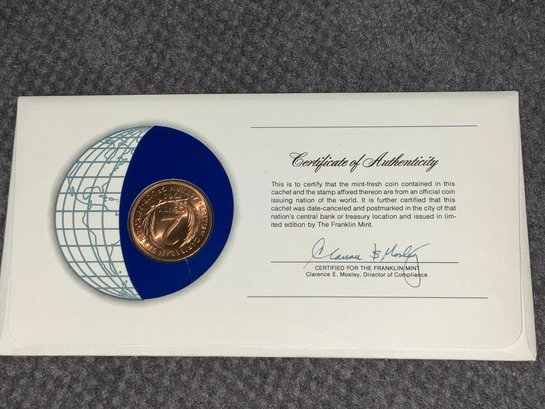 Certificate of Authenticity
This is to certify that the mint-fresh coin contained in this
cachet and the stamp affixed thereon are from an official coin
issuing nation of the world. It is further certified that this
cachet was date-canceled and postmarked in the city of that
nation's central bank or treasury location and issued in lim-
ited edition by The Franklin Mint.
Clarence E. Mosley
CERTIFIED FOR THE FRANKLIN MINT
Clarence E. Mosley, Director of Compliance
2